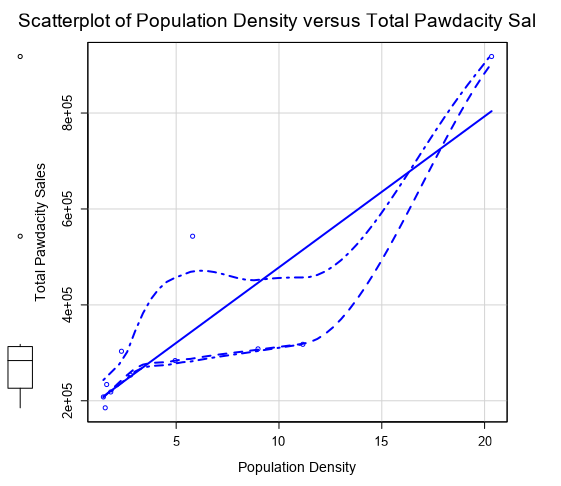 Scatterplot of Population Density versus Total Pawdacity Sal
8e+05
6e+05
4e+05
2e+05
Total Pawdacity Sales
5 10 15 20
Population Density